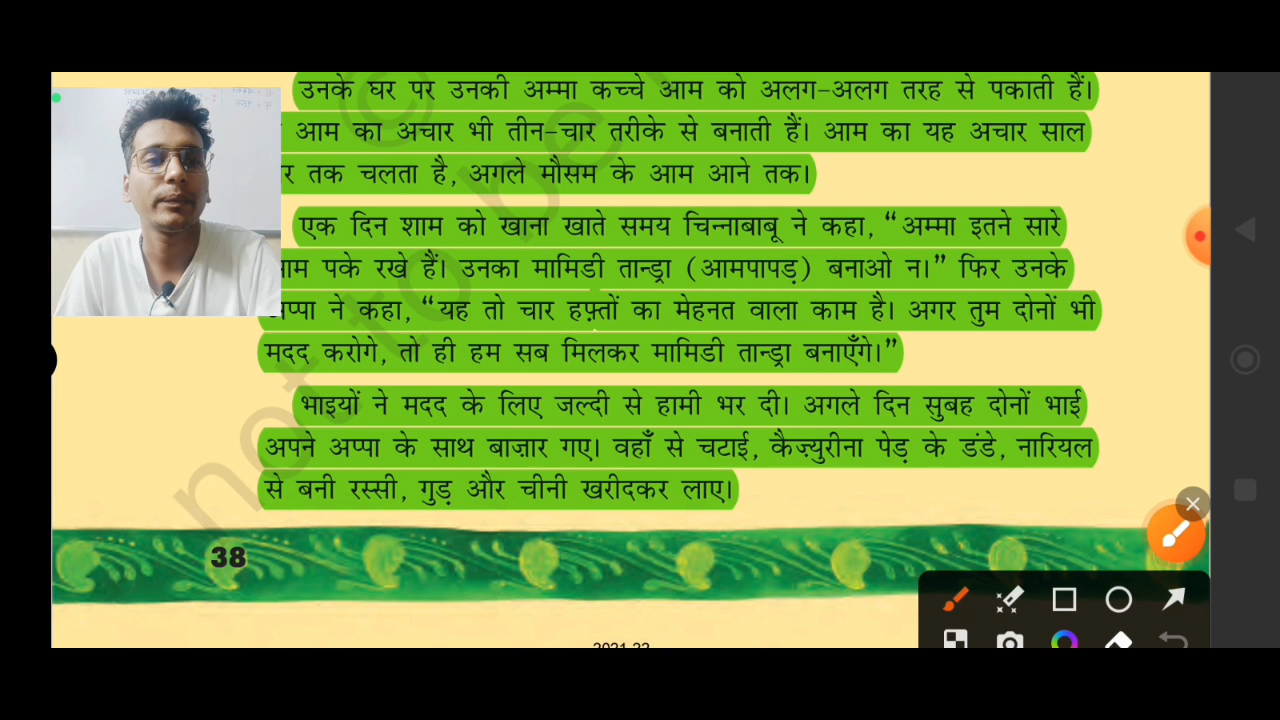 उनके घर पर उनकी अम्मा कच्चे आम को अलग-अलग तरह से पकाती हैं।
आम का अचार भी तीन-चार तरीके से बनाती हैं। आम का यह अचार साल
तक चलता है, अगले मौसम के आम आने तक।
एक दिन शाम को खाना खाते समय चिन्नाबाबू ने कहा, “अम्मा इतने सारे
पके रखे हैं। उनका मामिडी तान्ड्रा (आमपापड़) बनाओ न।” फिर उनके
ने कहा, “यह तो चार हफ़्तों का मेहनत वाला काम है। अगर तुम दोनों भी
मदद करोगे, तो ही हम सब मिलकर मामिडी तान्ड्रा बनाएँगे।”
भाइयों ने मदद के लिए जल्दी से हामी भर दी। अगले दिन सुबह दोनों भाई
अपने अप्पा के साथ बाज़ार गए। वहाँ से चटाई, कैज़्युरीना पेड़ के डंडे, नारियल
से बनी रस्सी, गुड़ और चीनी खरीदकर लाए।
38
not to be